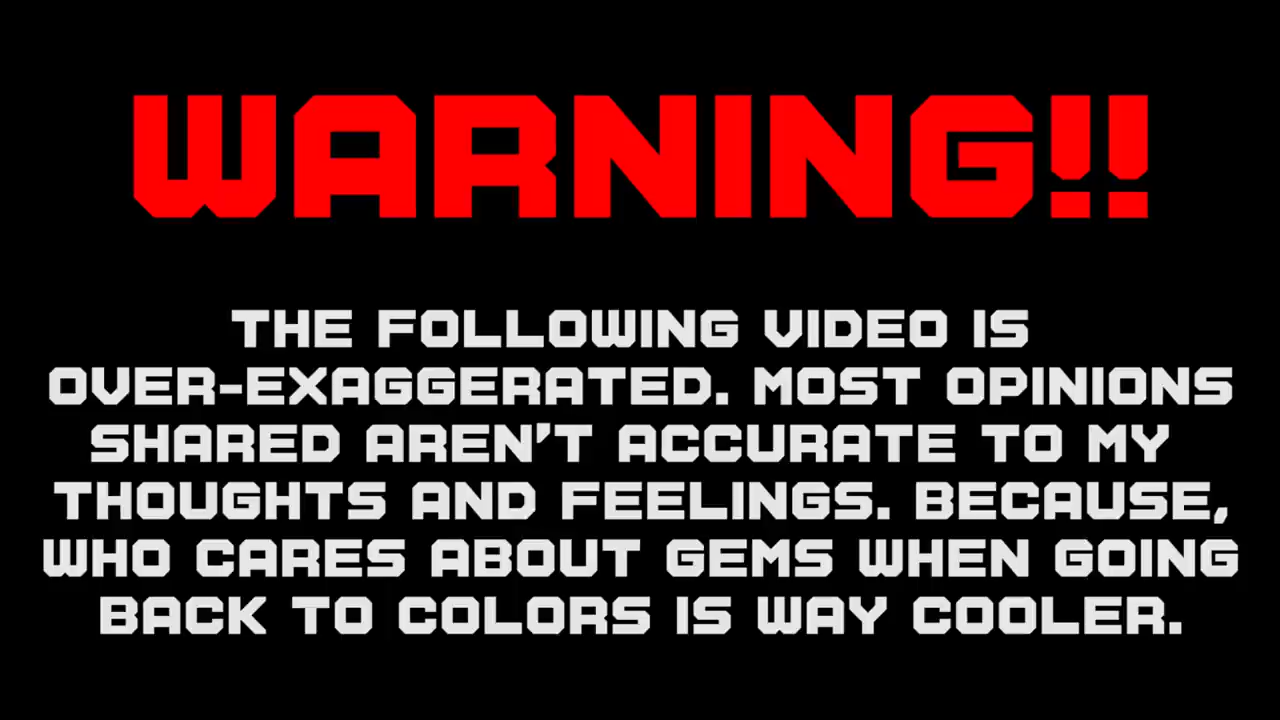 WARNING!!
THE FOLLOWING VIDEO IS
OVER-EXAGGERATED. MOST OPINIONS
SHARED AREN'T ACCURATE TO MY
THOUGHTS AND FEELINGS. BECAUSE,
WHO CARES ABOUT GEMS WHEN GOING
BACK TO COLORS IS WAY COOLER.